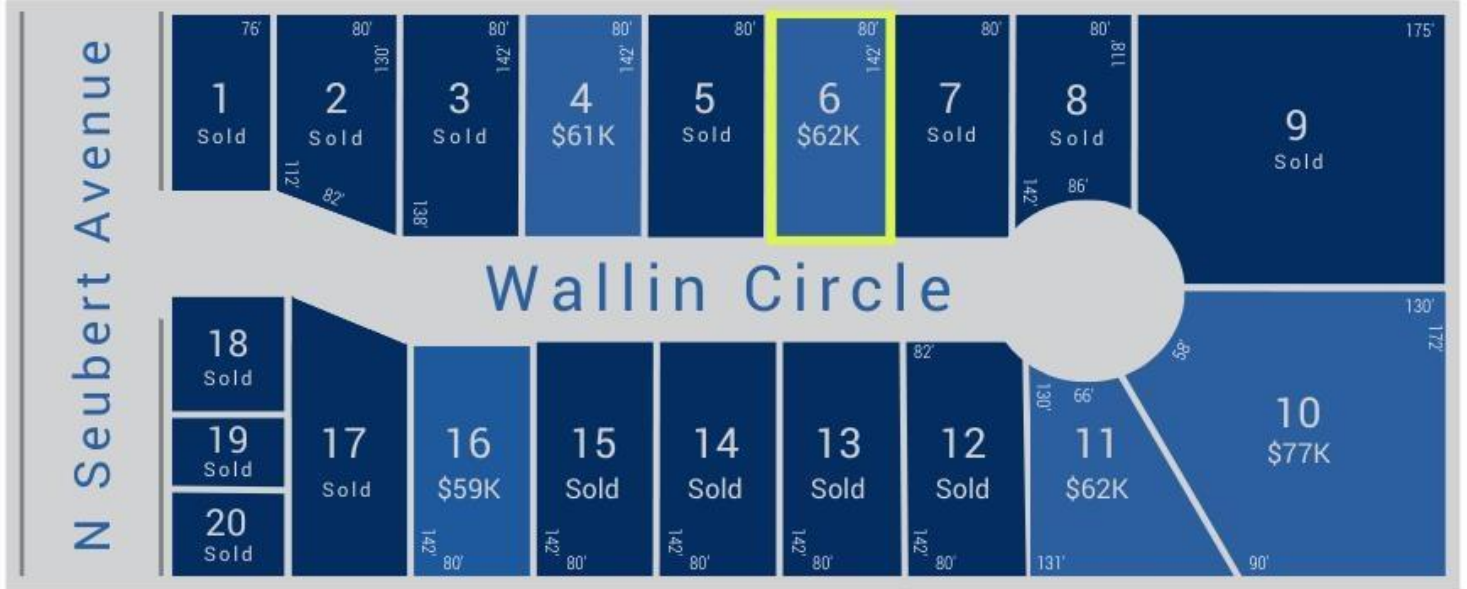 N Seubert Avenue
76'
1
Sold
80'
130'
2
Sold
112'
82'
80'
142'
3
Sold
138'
80'
142'
4
$61K
80'
5
Sold
80'
142'
6
$62K
80'
7
Sold
80'
118'
8
Sold
142'
86'
175'
9
Sold
Wallin Circle
18
Sold
19
Sold
20
Sold
17
Sold
16
$59K
142'
80'
15
Sold
142'
80'
14
Sold
142'
80'
13
Sold
142'
80'
82'
12
Sold
142'
80'
130'
66'
11
$62K
131'
130'
172'
58'
10
$77K
90'